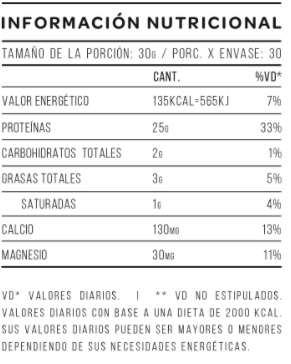 INFORMACIÓN NUTRICIONAL
TAMAÑO DE LA PORCIÓN: 30G / PORC. X ENVASE: 30
CANT. %VD*
VALOR ENERGÉTICO 135KCAL=565KJ 7%
PROTEÍNAS 25G 33%
CARBOHIDRATOS TOTALES 2G 1%
GRASAS TOTALES 3G 5%
SATURADAS 1G 4%
CALCIO 130MG 13%
MAGNESIO 30MG 11%
VD* VALORES DIARIOS. | ** VD NO ESTIPULADOS.
VALORES DIARIOS CON BASE A UNA DIETA DE 2000 KCAL.
SUS VALORES DIARIOS PUEDEN SER MAYORES O MENORES
DEPENDIENDO DE SUS NECESIDADES ENERGÉTICAS.